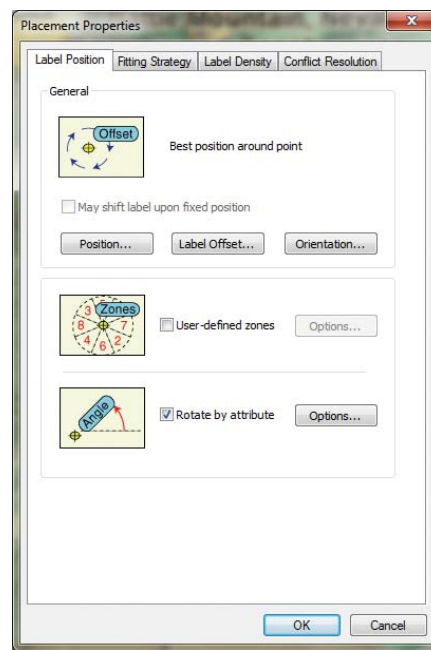 Mountain, Neva
Placement Properties
Label Position Fitting Strategy Label Density Conflict Resolution
General
Offset
Best position around point
May shift label upon fixed position
Position... Label Offset... Orientation...
Zones
3
8 7
4 6 2
User-defined zones Options...
Angle
Rotate by attribute Options...
OK Cancel